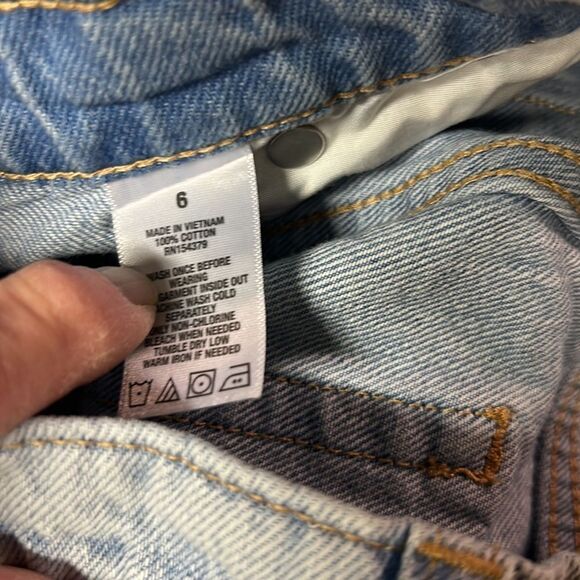 6
MADE IN VIETNAM
100% COTTON
RN154379
WASH ONCE BEFORE
WEARING
GARMENT INSIDE OUT
WASH COLD
SEPARATELY
ONLY NON-CHLORINE
BLEACH WHEN NEEDED
TUMBLE DRY LOW
WARM IRON IF NEEDED